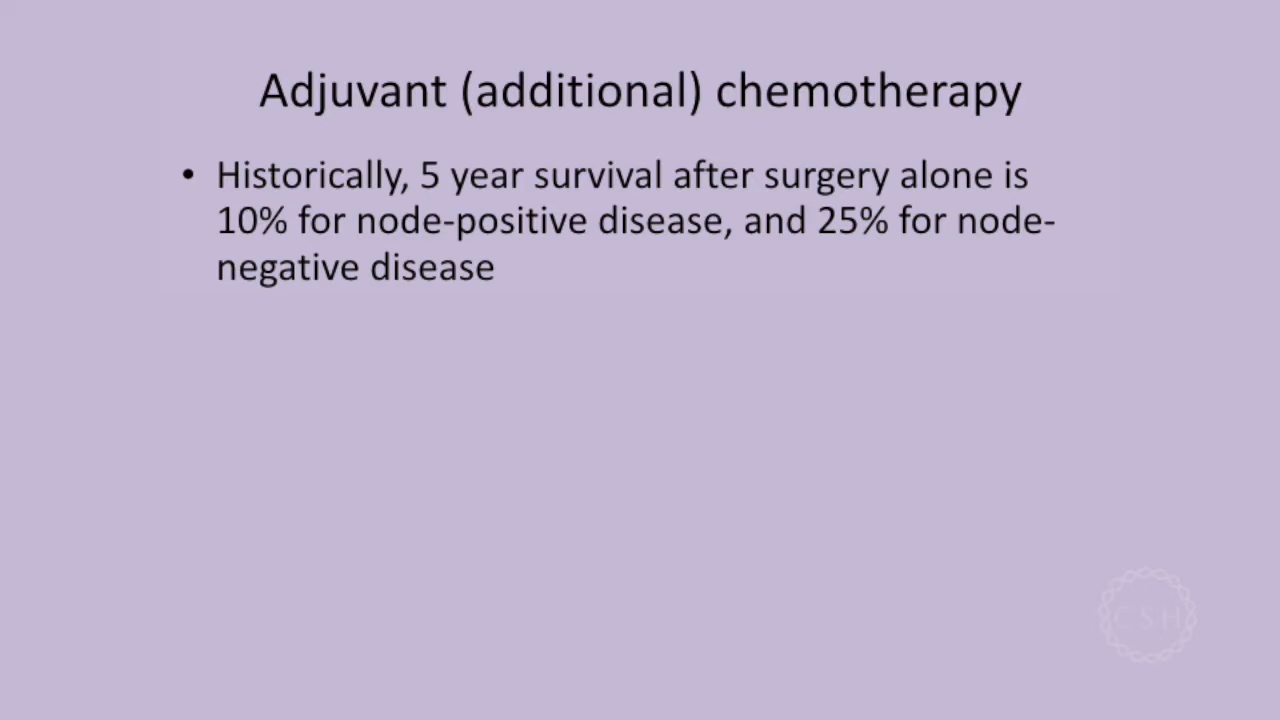 Adjuvant (additional) chemotherapy
• Historically, 5 year survival after surgery alone is
10% for node-positive disease, and 25% for node-
negative disease
CSH